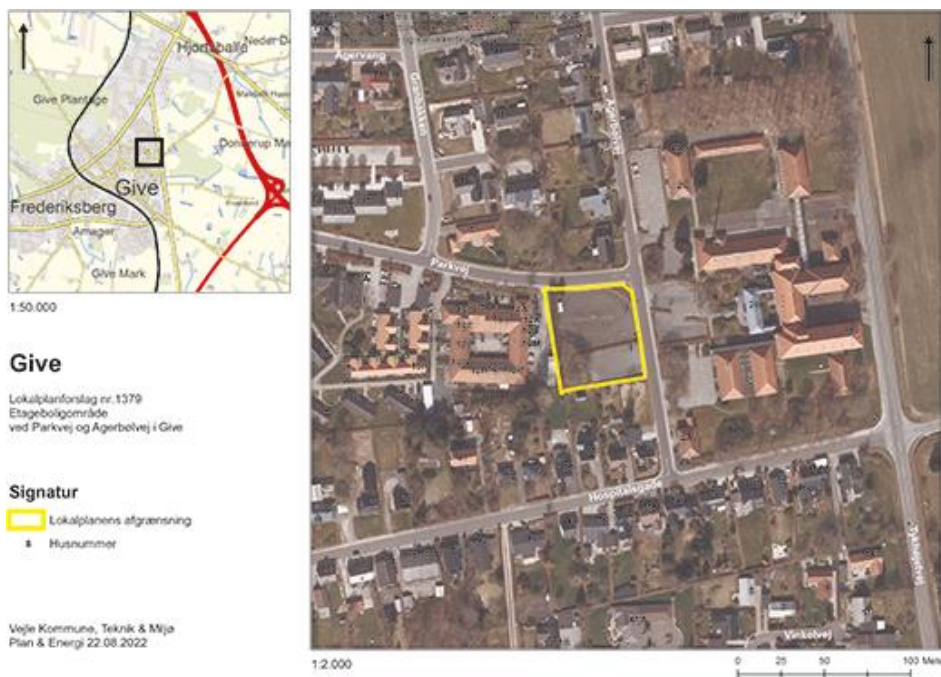 Hjortsballe
Give Plantage
Give
Frederiksberg
Amager
Give Mark
1:50.000
Give
Lokalplanforslag nr.1379
Etageboligområde
ved Parkvej og Agerbølvej i Give
Signatur
Lokalplanens afgrænsning
8 Husnummer
Vejle Kommune, Teknik & Miljø
Plan & Energi 22.08.2022
Agervang
Parkvej
Agerbølvej
Hospitalsgade
Vinkelvej
1:2.000
0 25 50 100 Mete